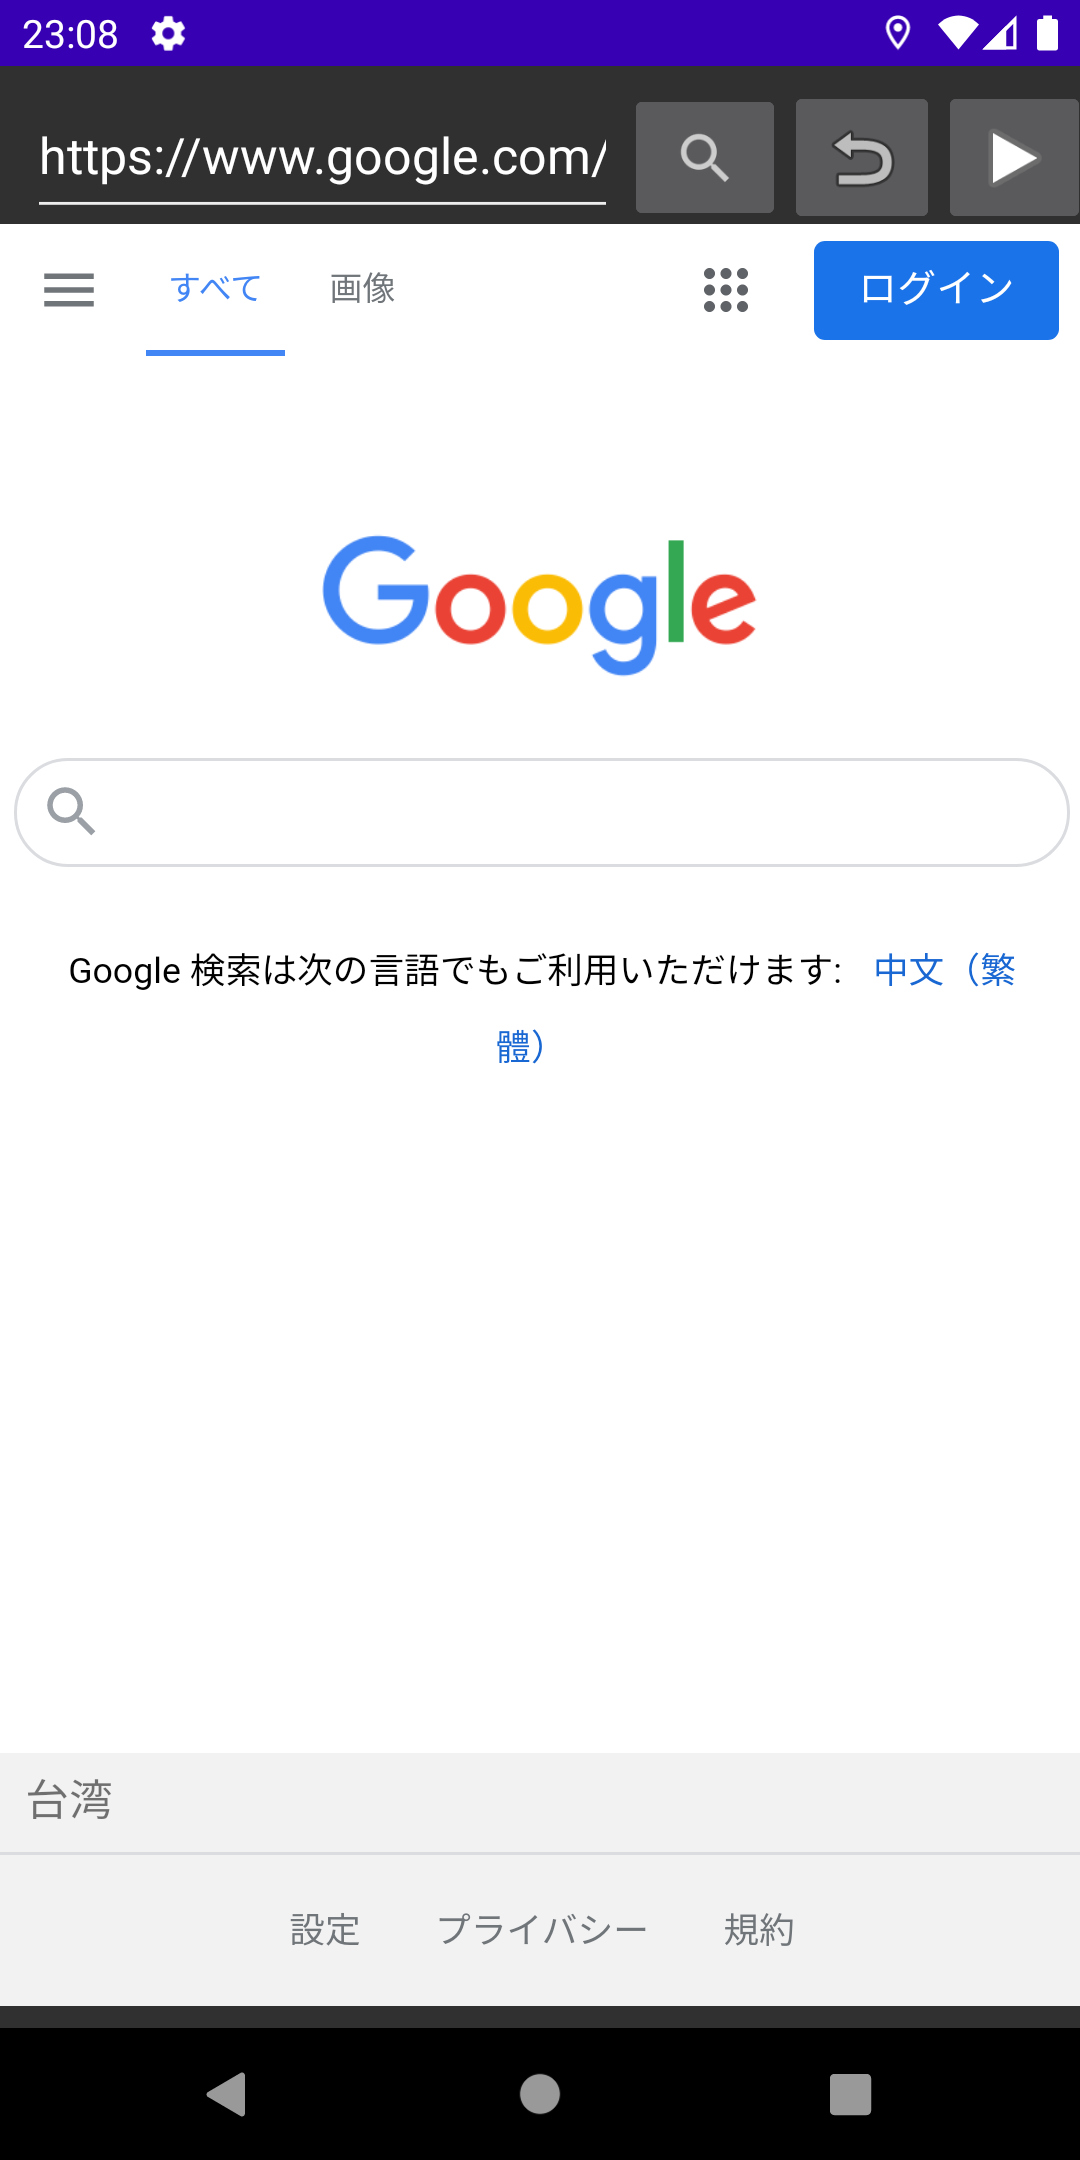 23:08
https://www.google.com/
すべて 画像 ログイン
Google
Google 検索は次の言語でもご利用いただけます: 中文（繁
體）
台湾
設定 プライバシー 規約